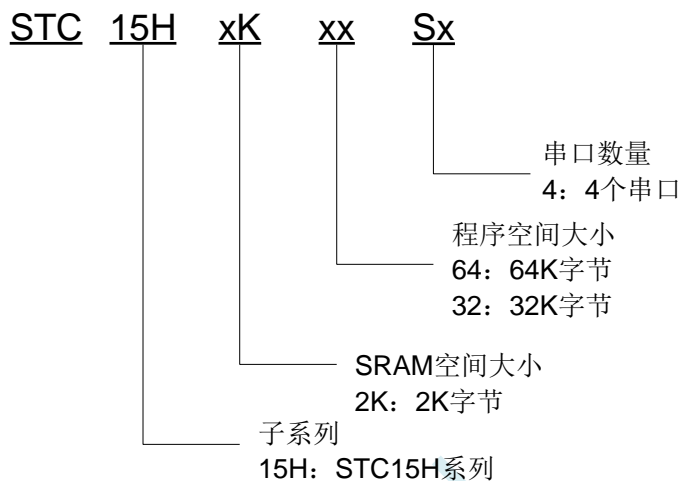 STC 15H xK xx Sx
串口数量
4：4个串口
程序空间大小
64：64K字节
32：32K字节
SRAM空间大小
2K：2K字节
子系列
15H：STC15H系列